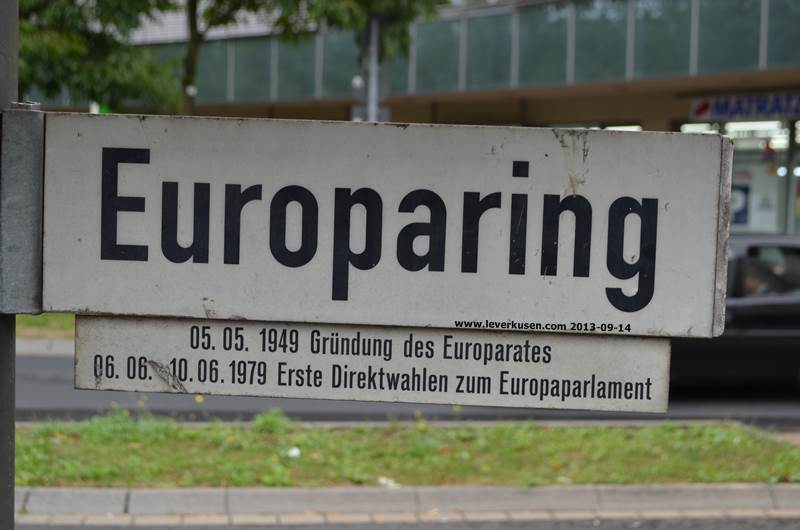 MATRATZ
Europaring
www.leverkusen.com 2013-09-14
05. 05. 1949 Gründung des Europarates
06. 06. 10. 06. 1979 Erste Direktwahlen zum Europaparlament